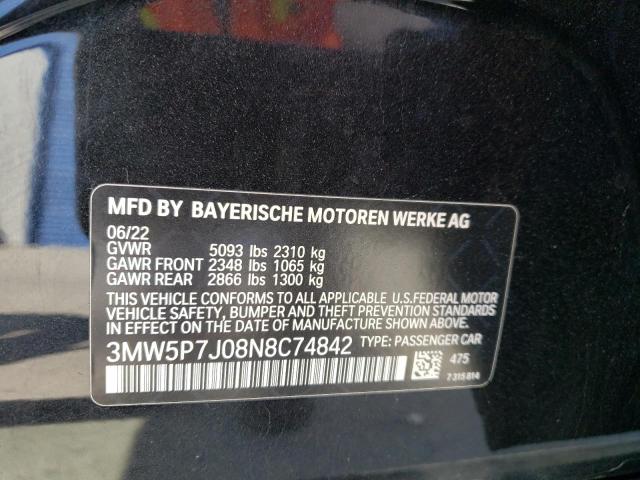 MFD BY BAYERISCHE MOTOREN WERKE AG
06/22
GVWR 5093 lbs 2310 kg
GAWR FRONT 2348 lbs 1065 kg
GAWR REAR 2866 lbs 1300 kg
THIS VEHICLE CONFORMS TO ALL APPLICABLE U.S.FEDERAL MOTOR
VEHICLE SAFETY, BUMPER AND THEFT PREVENTION STANDARDS
IN EFFECT ON THE DATE OF MANUFACTURE SHOWN ABOVE.
3MW5P7J08N8C74842 TYPE: PASSENGER CAR
475
7 315 814